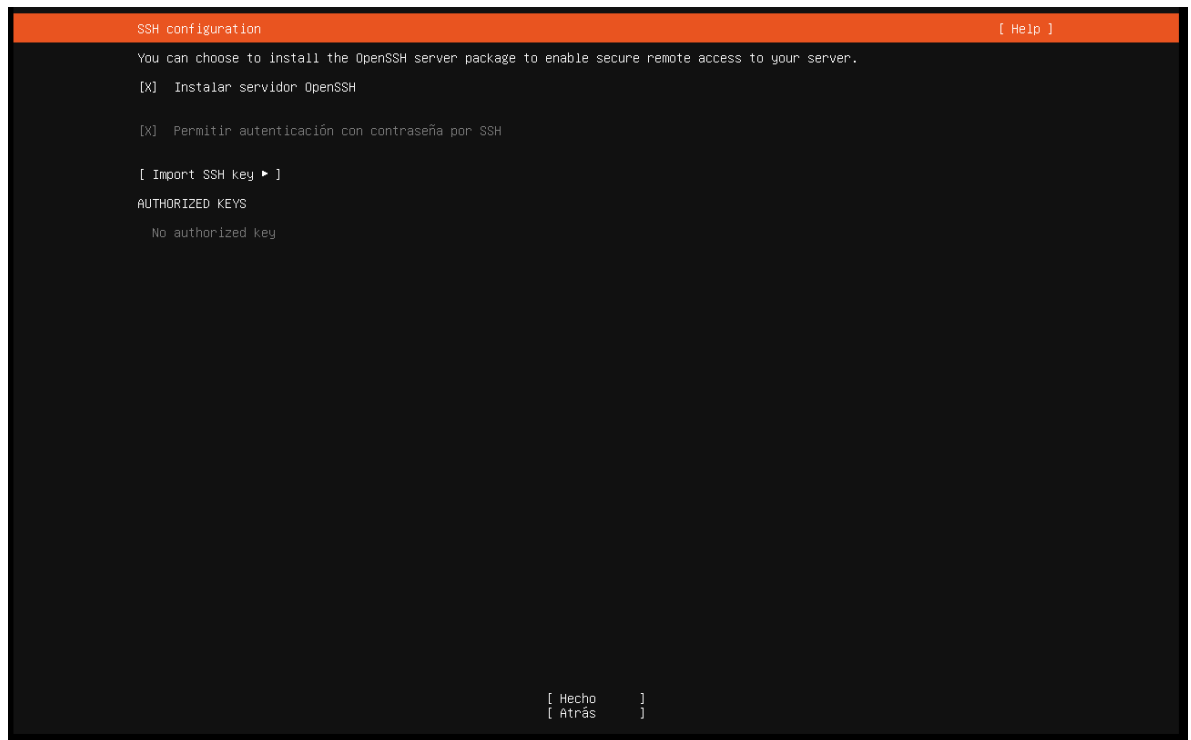 SSH configuration [ Help ]
You can choose to install the OpenSSH server package to enable secure remote access to your server.
[X] Instalar servidor OpenSSH
[X] Permitir autenticación con contraseña por SSH
[ Import SSH key ▸ ]
AUTHORIZED KEYS
No authorized key
[ Hecho ]
[ Atrás ]